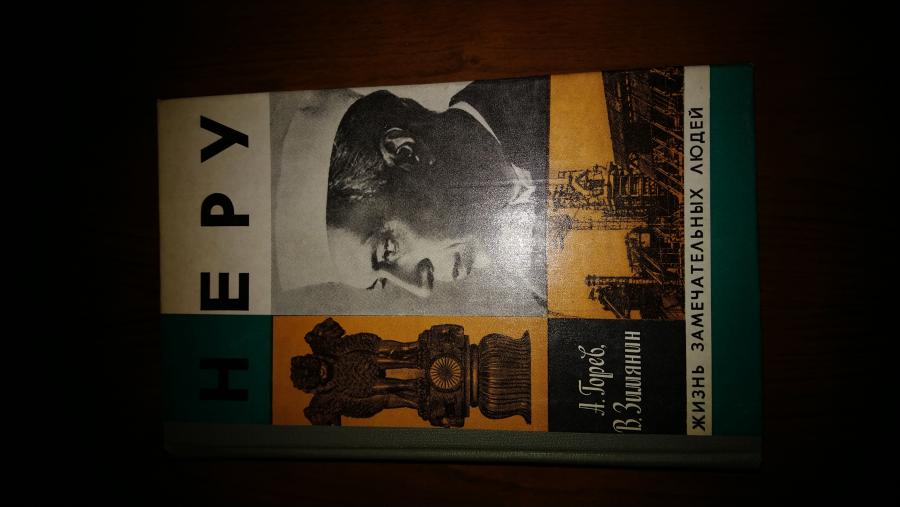 НЕРУ
А. Горев,
В. Зимянин
ЖИЗНЬ ЗАМЕЧАТЕЛЬНЫХ ЛЮДЕЙ